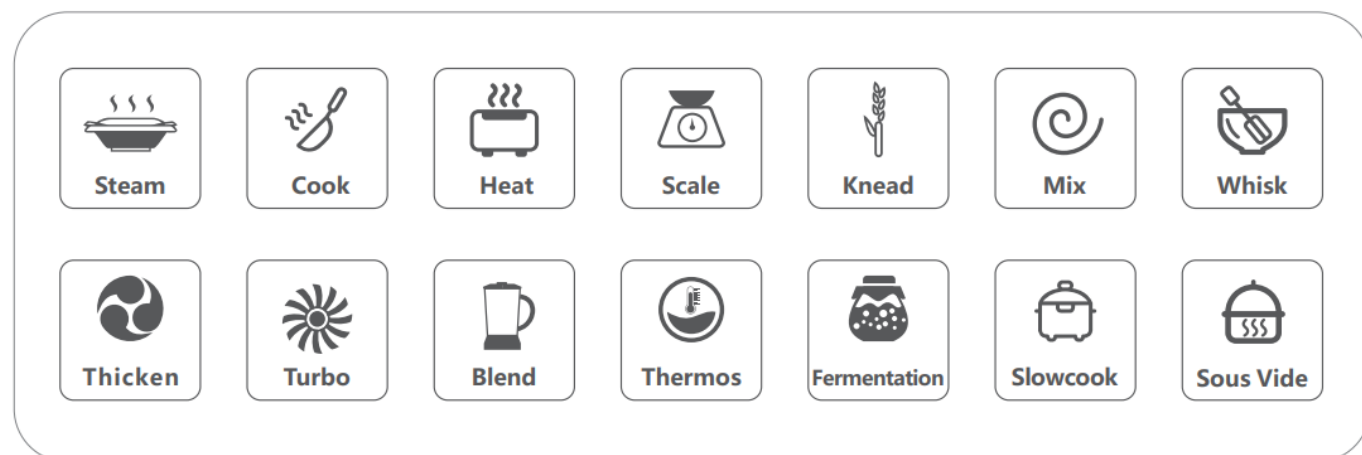 Steam
Cook
Heat
Scale
Knead
Mix
Whisk
Thicken
Turbo
Blend
Thermos
Fermentation
Slowcook
Sous Vide